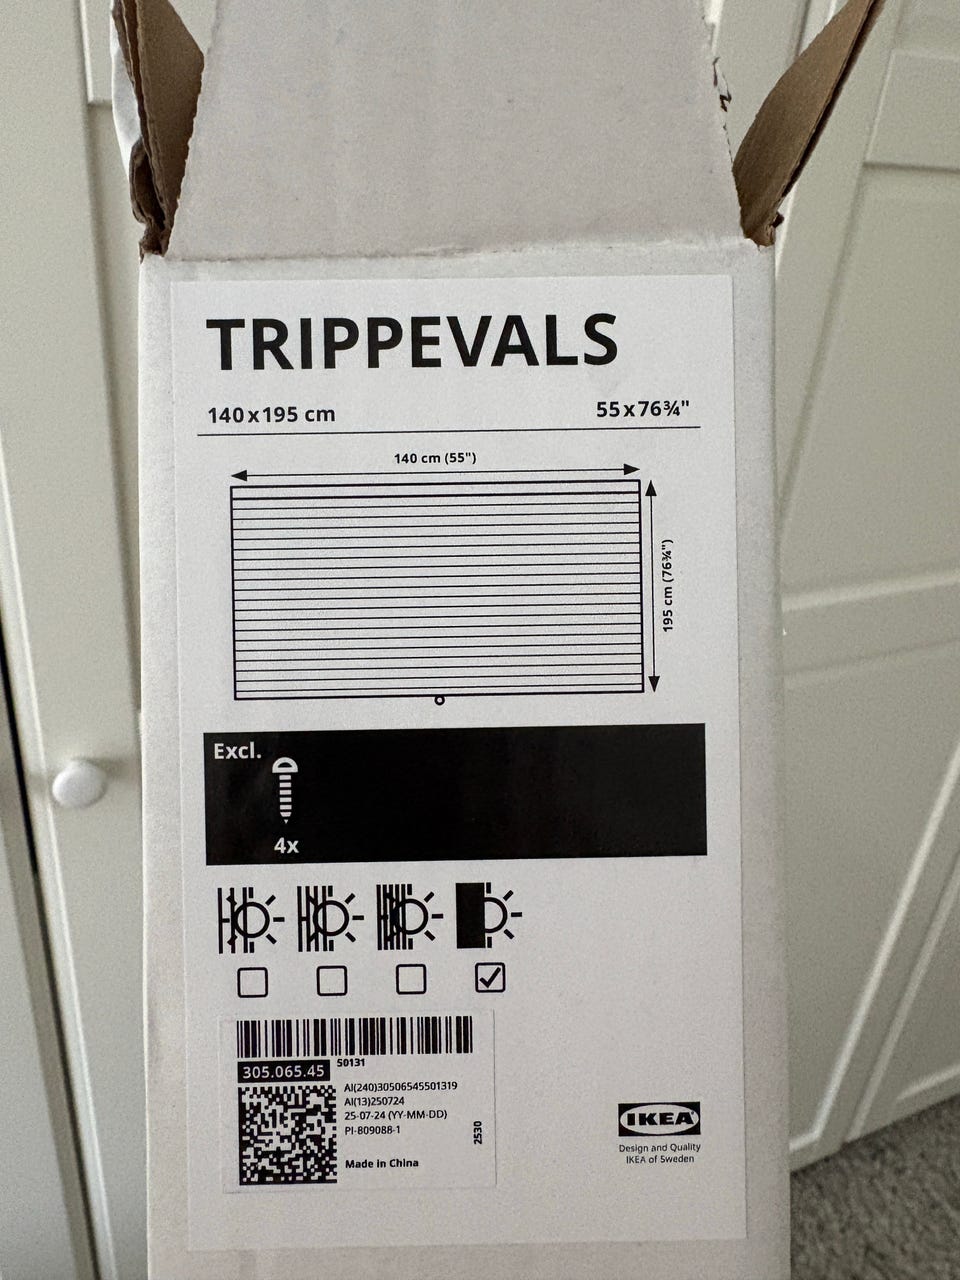 TRIPPEVALS
140x195 cm 55x76¾"
140 cm (55")
195 cm (76¾")
Excl.
4x
305.065.45 50131
AI(240)30506545501319
AI(13)250724
25-07-24 (YY-MM-DD)
PI-809088-1
2530
Made in China
IKEA
Design and Quality
IKEA of Sweden